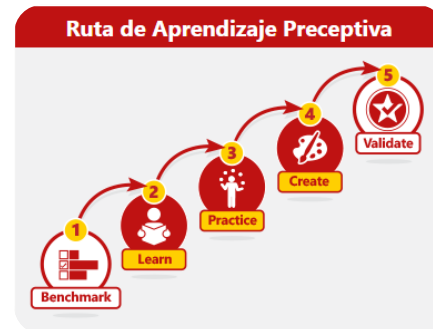 Ruta de Aprendizaje Preceptiva
1
Benchmark
2
Learn
3
Practice
4
Create
5
Validate